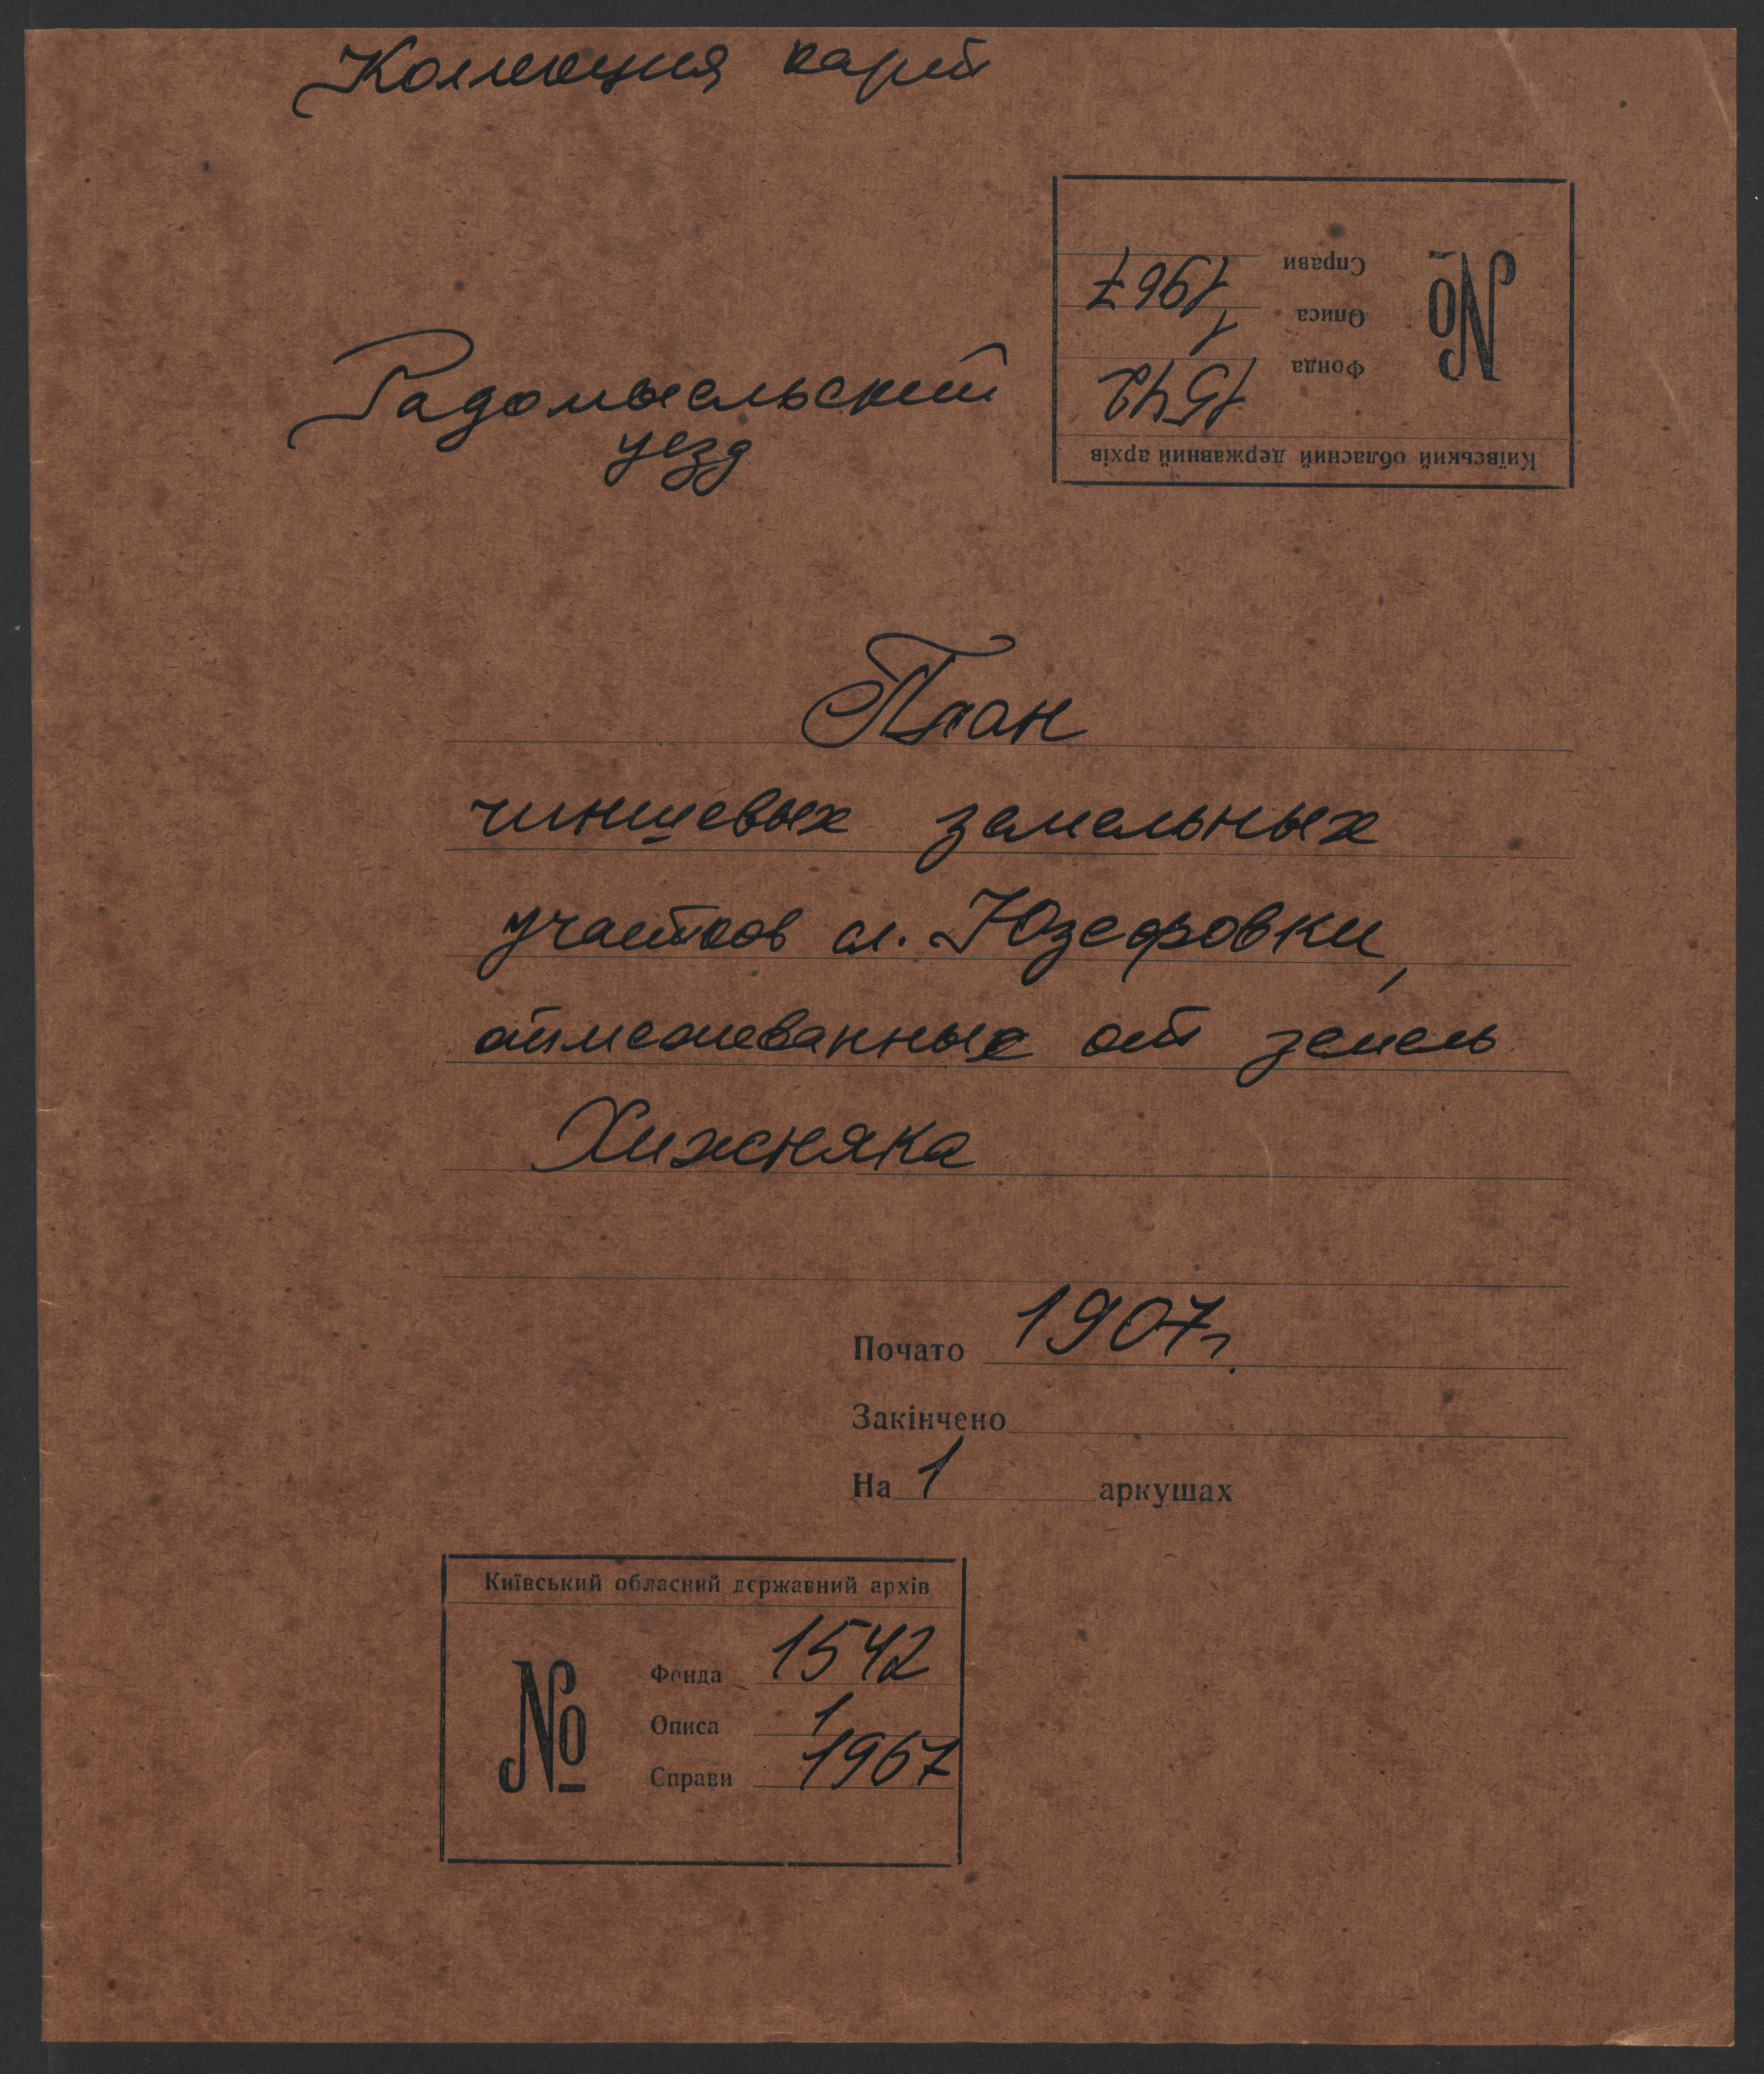 Коллекция карт
Київський обласний державний архів
№
Фонда 1542
Описа 1
Справи 1967
Радомысльский
уезд
План
чиншевых земельных
участков сл. Юзефовки,
отмежеванных от земель
Хижняка
Почато 1907г.
Закінчено
На 1 аркушах
Київський обласний державний архів
№
Фонда 1542
Описа 1
Справи 1967